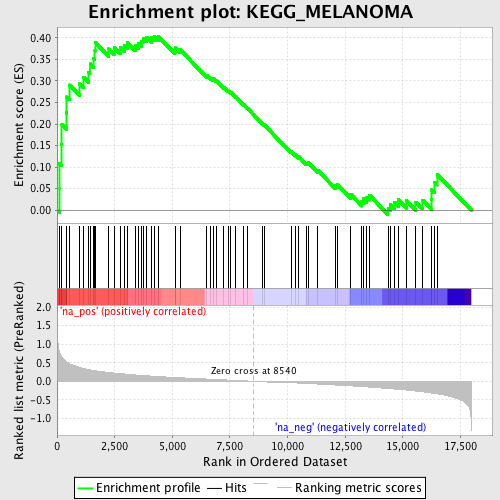 Enrichment plot: KEGG_MELANOMA
Enrichment score (ES)
0.40
0.35
0.30
0.25
0.20
0.15
0.10
0.05
0.00
'na_pos' (positively correlated)
Ranked list metric (PreRanked)
2.0
1.5
1.0
0.5
0.0
-0.5
-1.0
Zero cross at 8540
'na_neg' (negatively correlated)
0
2,500
5,000
7,500
10,000
12,500
15,000
17,500
Rank in Ordered Dataset
Enrichment profile
Hits
Ranking metric scores